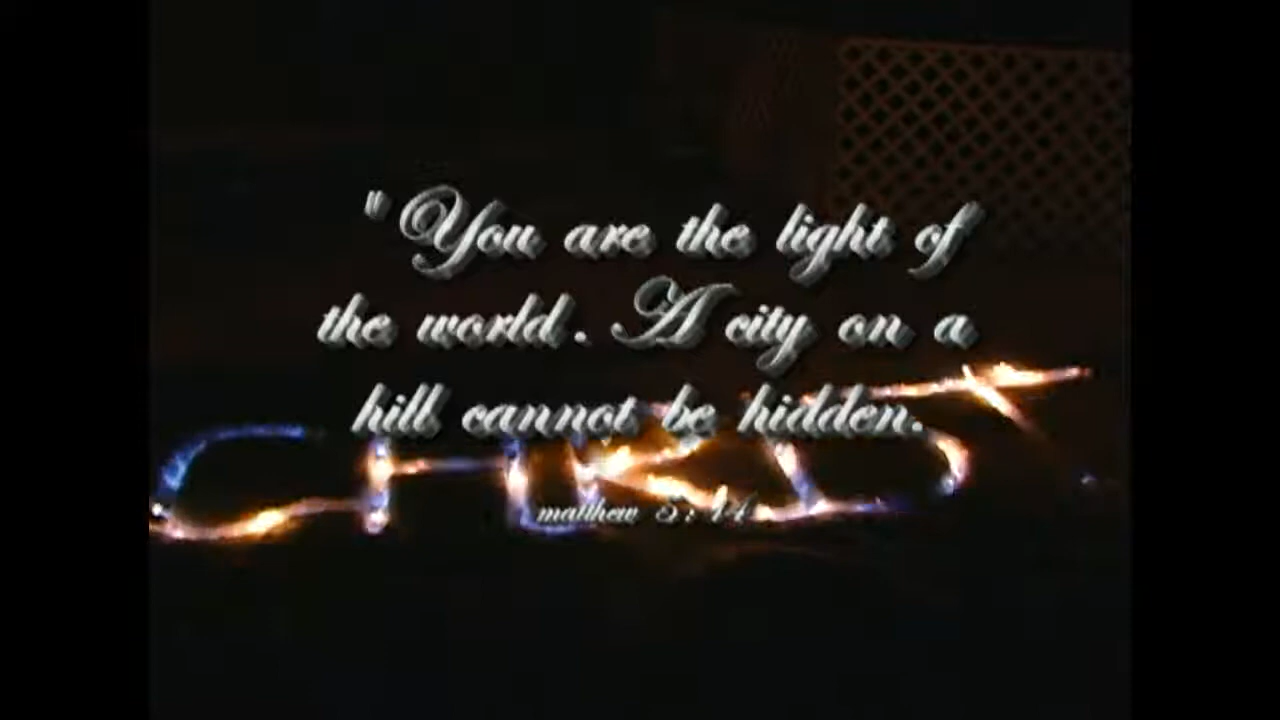 "You are the light of
the world. A city on a
hill cannot be hidden.
CHRIST
matthew 5:14